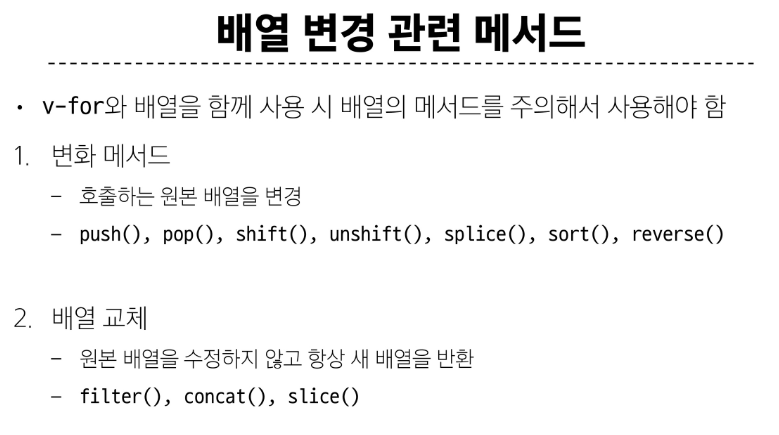 배열 변경 관련 메서드
• v-for와 배열을 함께 사용 시 배열의 메서드를 주의해서 사용해야 함
1. 변화 메서드
– 호출하는 원본 배열을 변경
– push(), pop(), shift(), unshift(), splice(), sort(), reverse()
2. 배열 교체
– 원본 배열을 수정하지 않고 항상 새 배열을 반환
– filter(), concat(), slice()